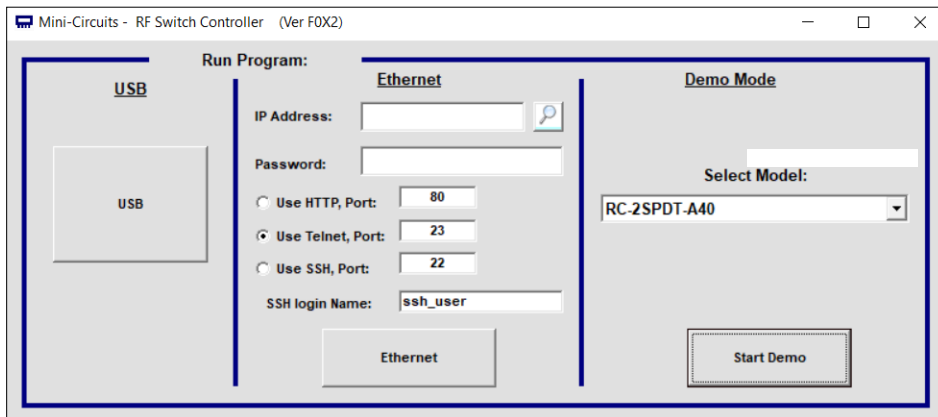 Mini-Circuits - RF Switch Controller (Ver F0X2)
Run Program:
USB
USB
Ethernet
IP Address:
Password:
Use HTTP, Port: 80
Use Telnet, Port: 23
Use SSH, Port: 22
SSH login Name: ssh_user
Ethernet
Demo Mode
Select Model:
RC-2SPDT-A40
Start Demo